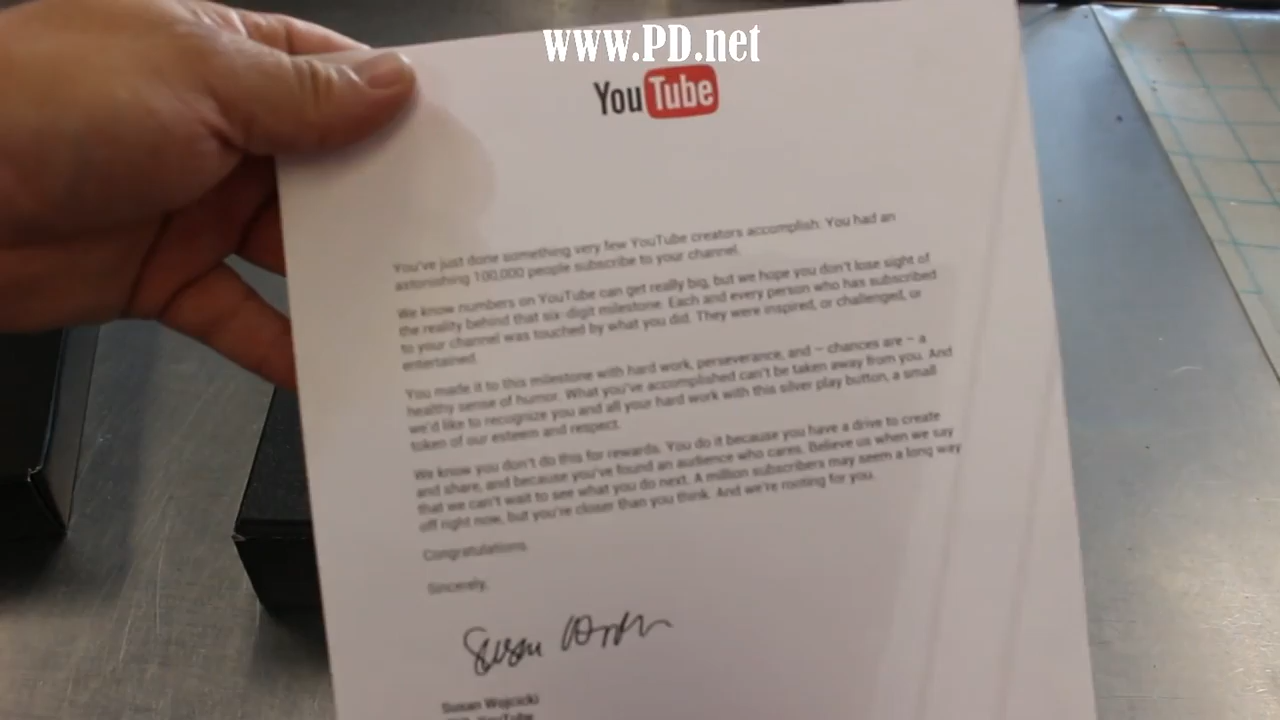 www.PD.net
YouTube
You've just done something very few YouTube creators accomplish: You had an
astonishing 100,000 people subscribe to your channel.
We know numbers on YouTube can get really big, but we hope you don't lose sight of
the reality behind that six-digit milestone. Each and every person who has subscribed
to your channel was touched by what you did. They were inspired, or challenged, or
entertained.
You made it to this milestone with hard work, perseverance, and – chances are – a
healthy sense of humor. What you've accomplished can't be taken away from you. And
we'd like to recognize you and all your hard work with this silver play button, a small
token of our esteem and respect.
We know you don't do this for rewards. You do it because you have a drive to create
and share, and because you've found an audience who cares. Believe us when we say
that we can't wait to see what you do next. A million subscribers may seem a long way
off right now, but you're closer than you think. And we're rooting for you.
Congratulations.
Sincerely,
Susan
Susan Wojcicki
CEO, YouTube